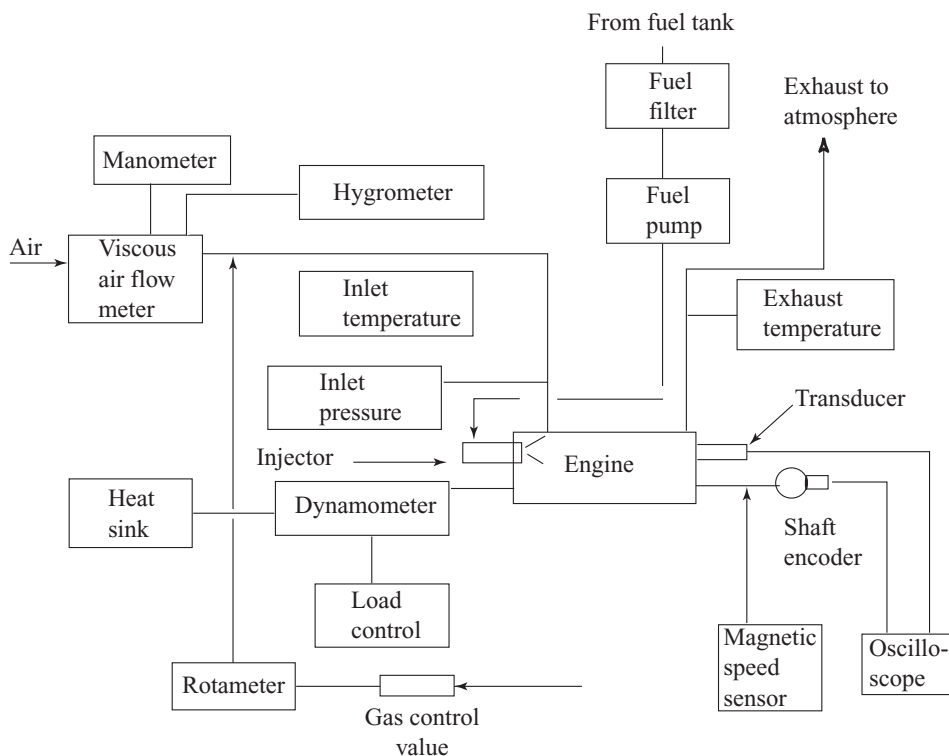 From fuel tank
Fuel
filter
Exhaust to
atmosphere
Manometer
Hygrometer
Fuel
pump
Air
Viscous
air flow
meter
Inlet
temperature
Exhaust
temperature
Inlet
pressure
Transducer
Injector
Engine
Heat
sink
Dynamometer
Shaft
encoder
Load
control
Magnetic
speed
sensor
Oscillo-
scope
Rotameter
Gas control
value